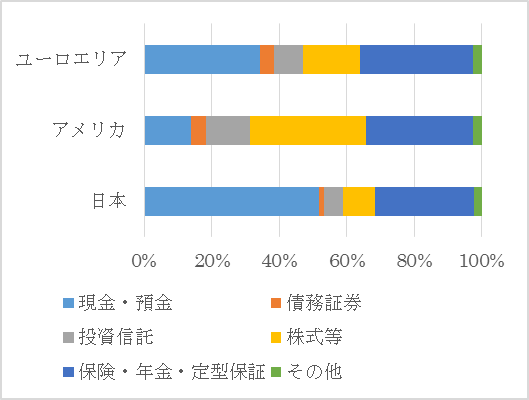 ユーロエリア
アメリカ
日本
0% 20% 40% 60% 80% 100%
現金・預金 債務証券
投資信託 株式等
保険・年金・定型保証 その他